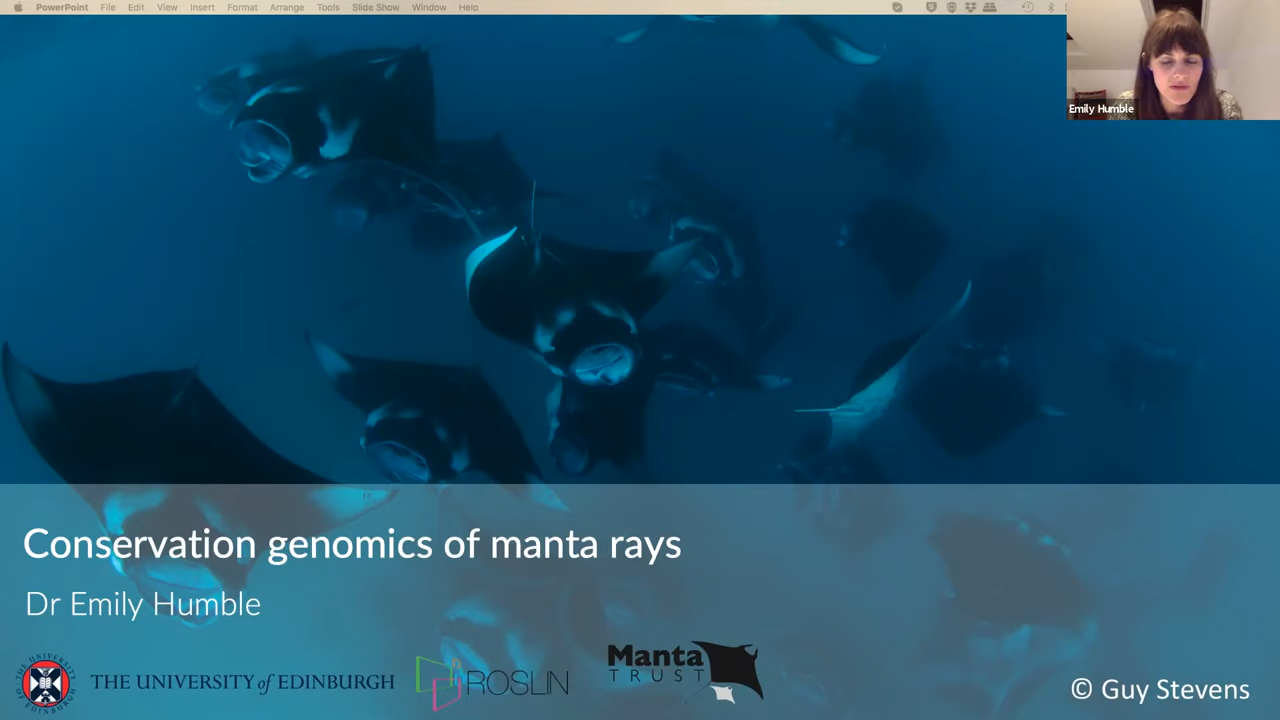 PowerPoint File Edit View Insert Format Arrange Tools Slide Show Window Help
Emily Humble
Conservation genomics of manta rays
Dr Emily Humble
THE UNIVERSITY of EDINBURGH
ROSLIN
Manta
TRUST
© Guy Stevens